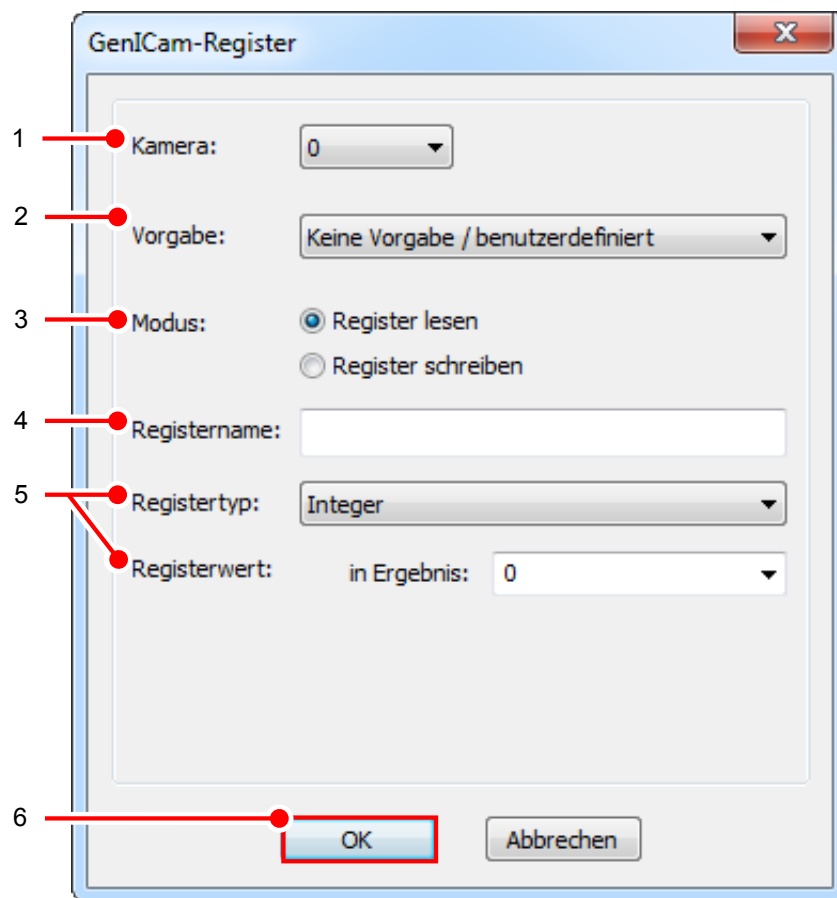 GenICam-Register
1 Kamera: 0
2 Vorgabe: Keine Vorgabe / benutzerdefiniert
3 Modus: Register lesen
Register schreiben
4 Registername:
5 Registertyp: Integer
Registerwert: in Ergebnis: 0
6 OK Abbrechen